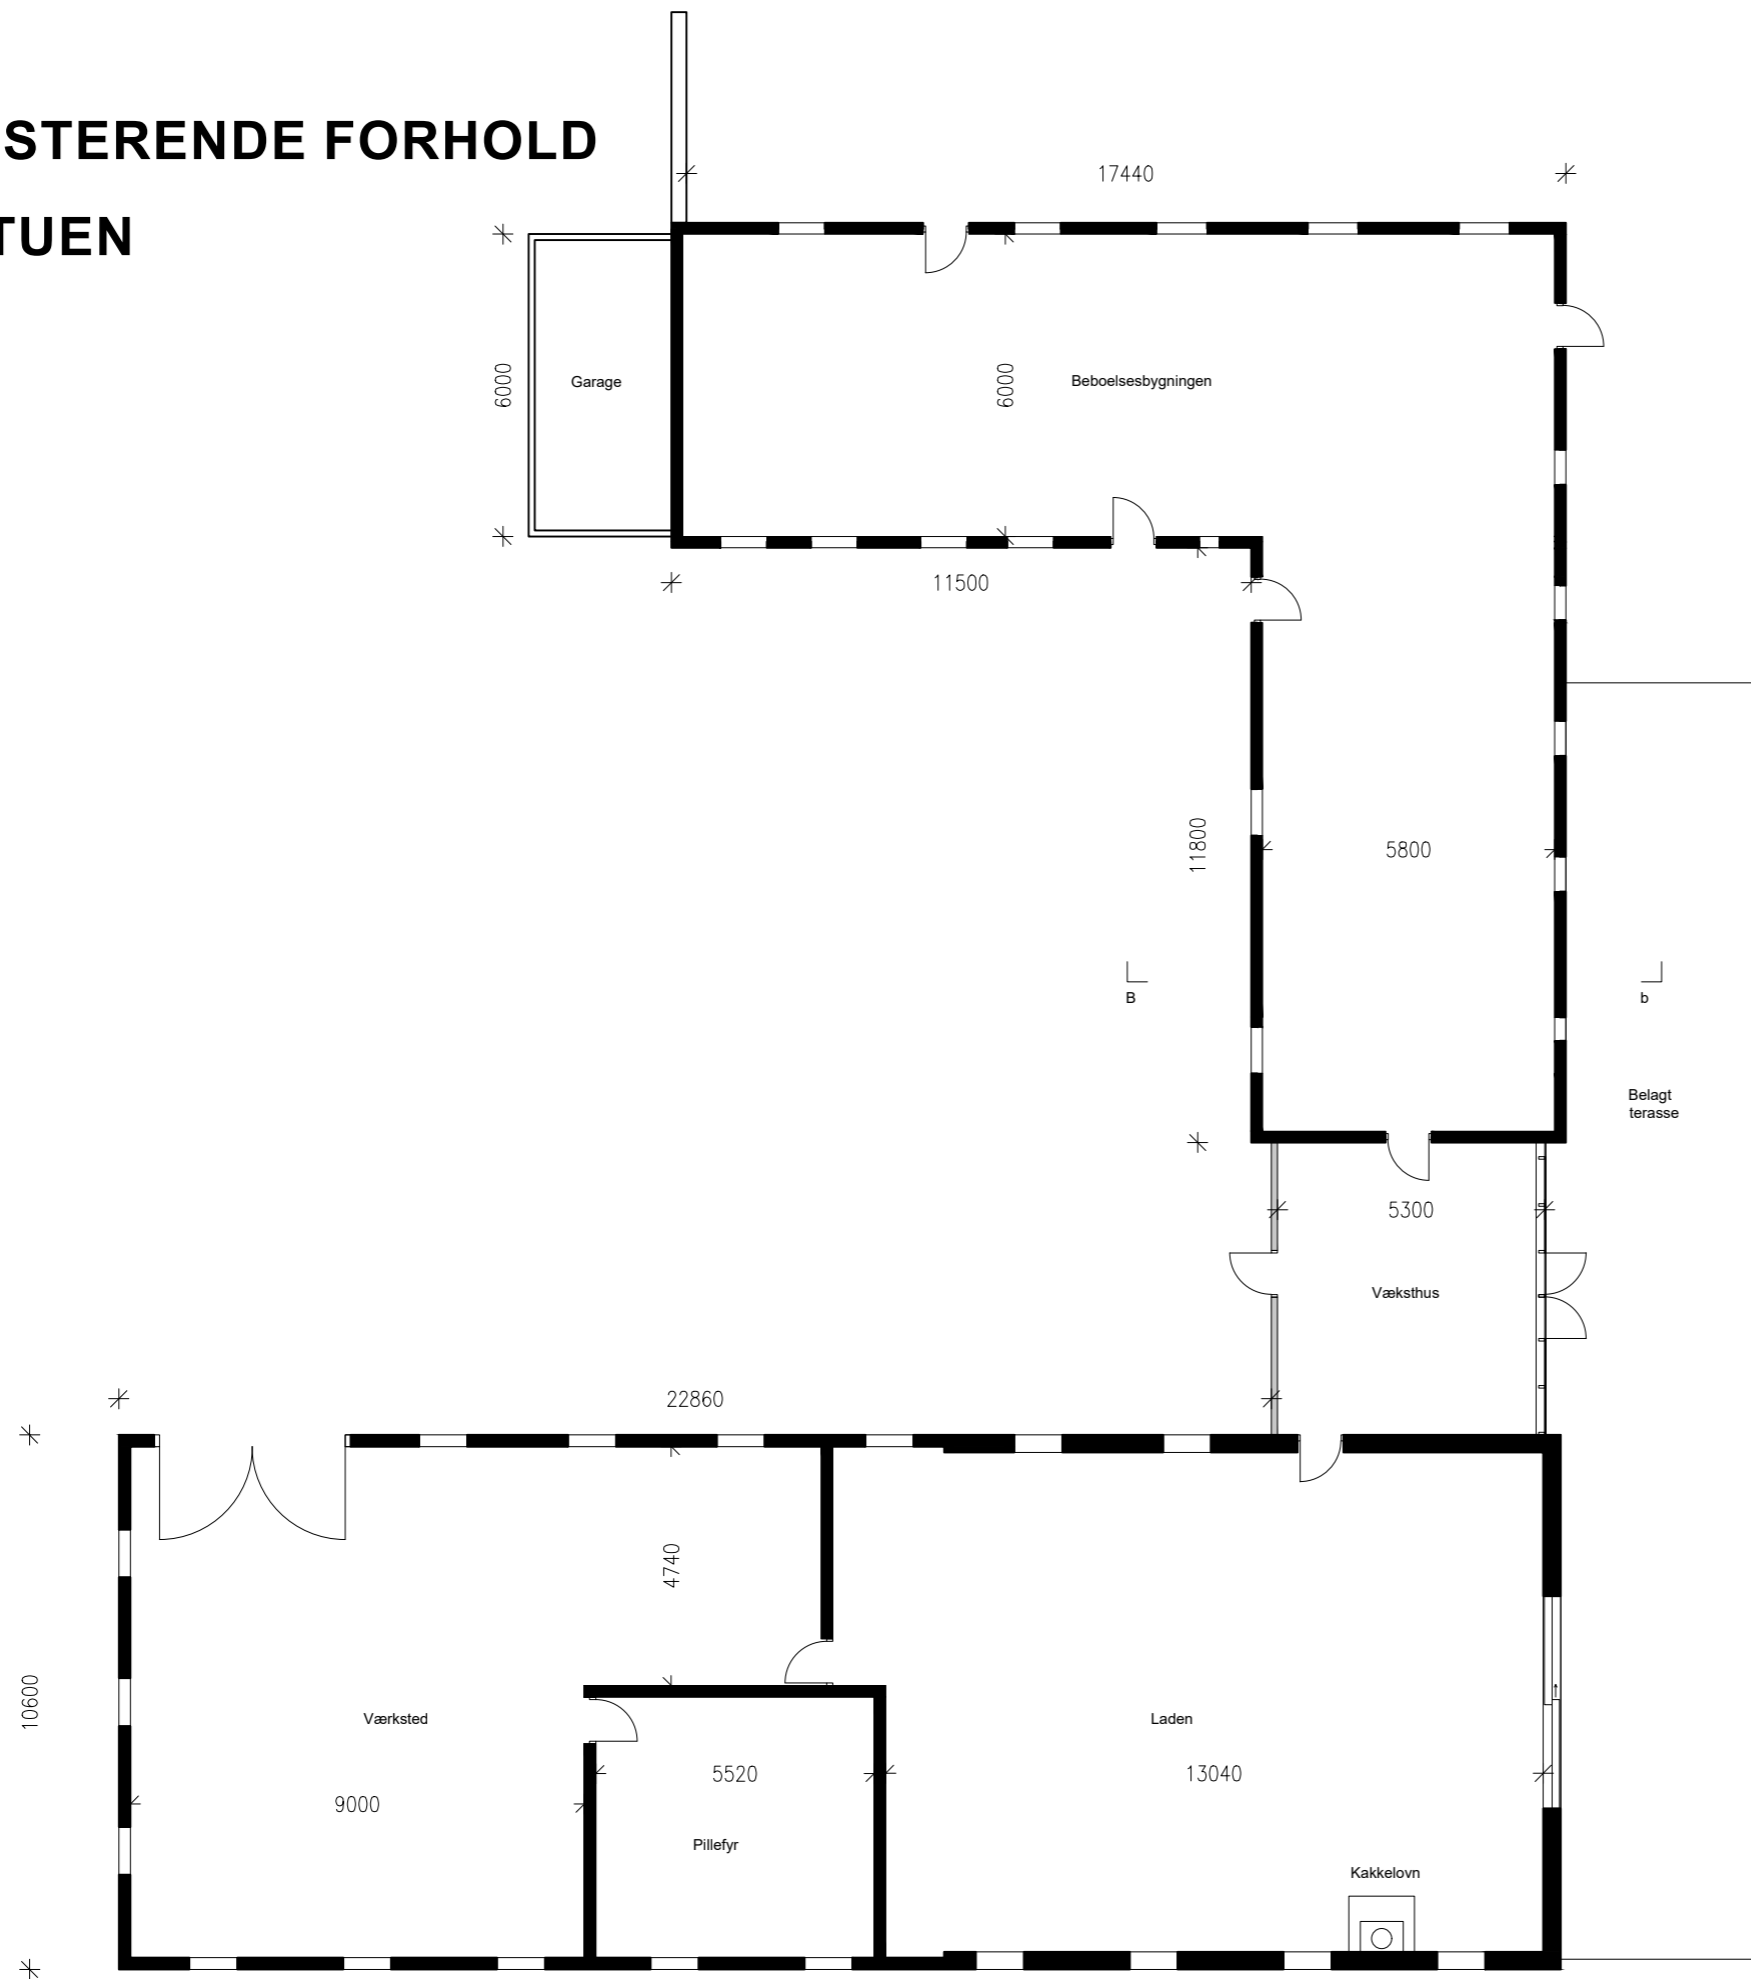 STERENDE FORHOLD
TUEN
17440
6000
Garage
6000
Beboelsesbygningen
11500
11800
5800
B
b
Belagt
terasse
5300
Væksthus
22860
4740
10600
Værksted
Laden
5520
13040
9000
Pillefyr
Kakkelovn